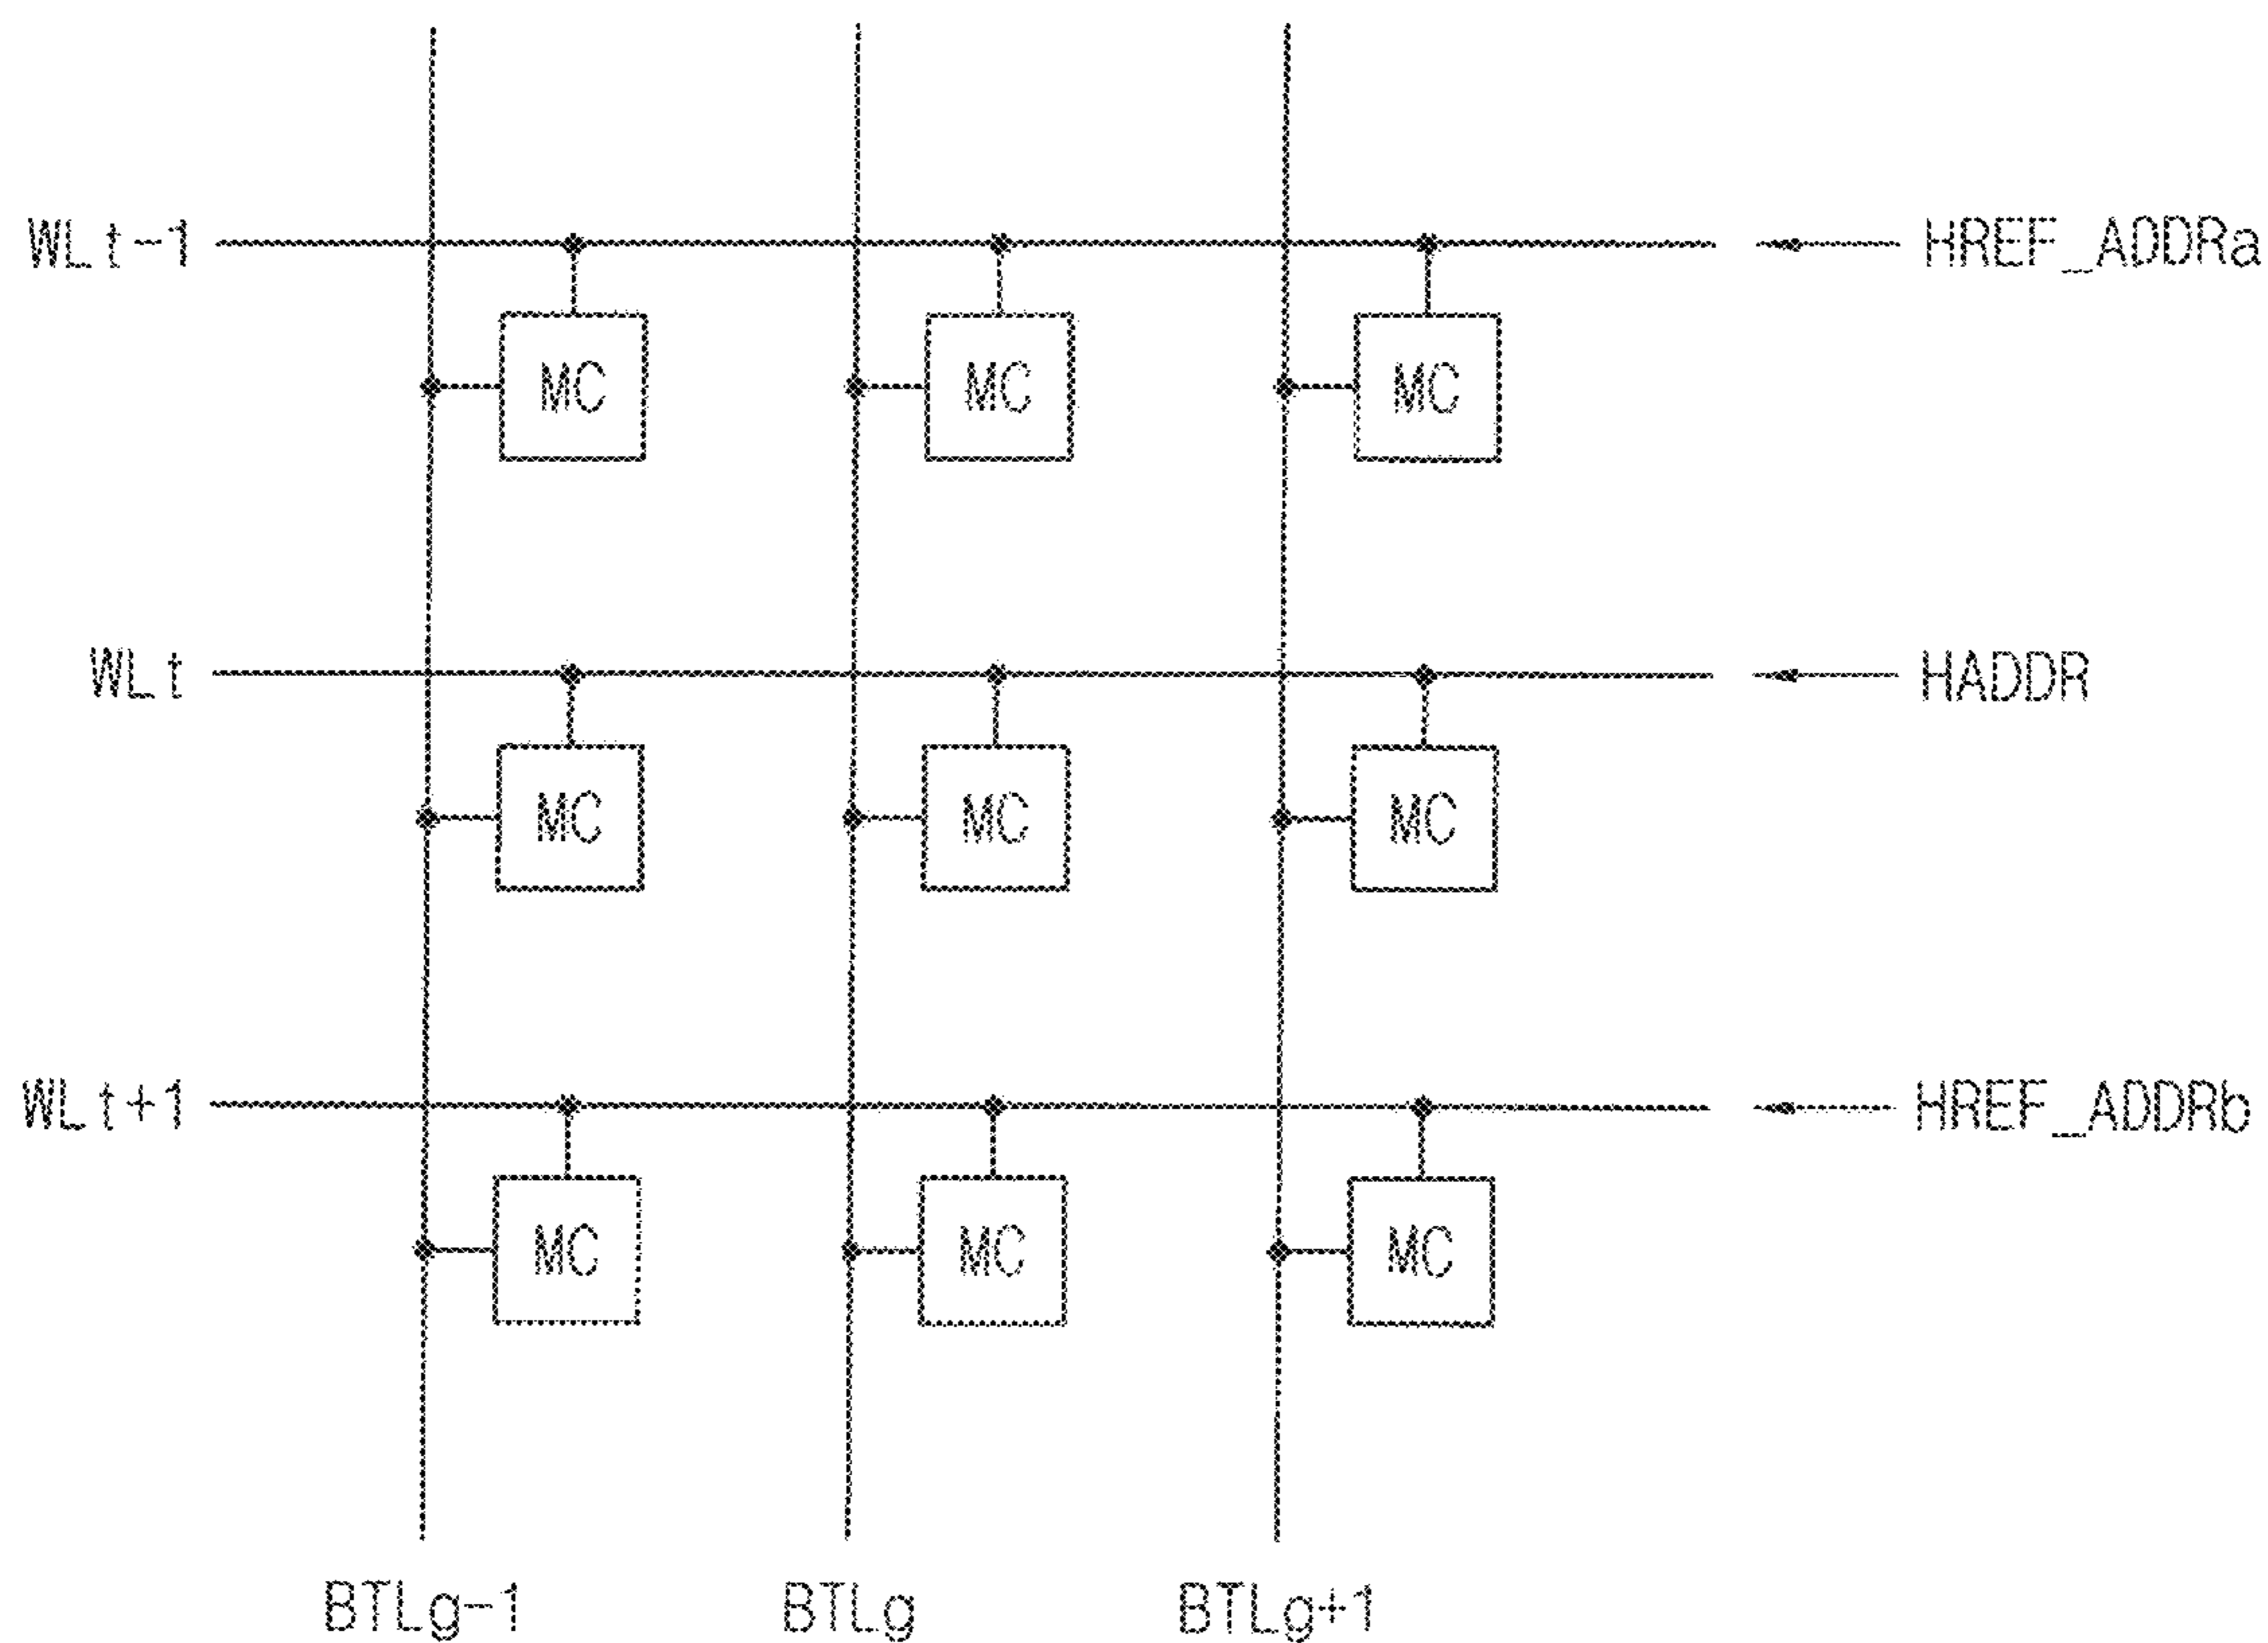 WLt-1 HREF_ADDRa
MC MC MC
WLt HADDR
MC MC MC
WLt+1 HREF_ADDRb
MC MC MC
BTLg-1 BTLg BTLg+1